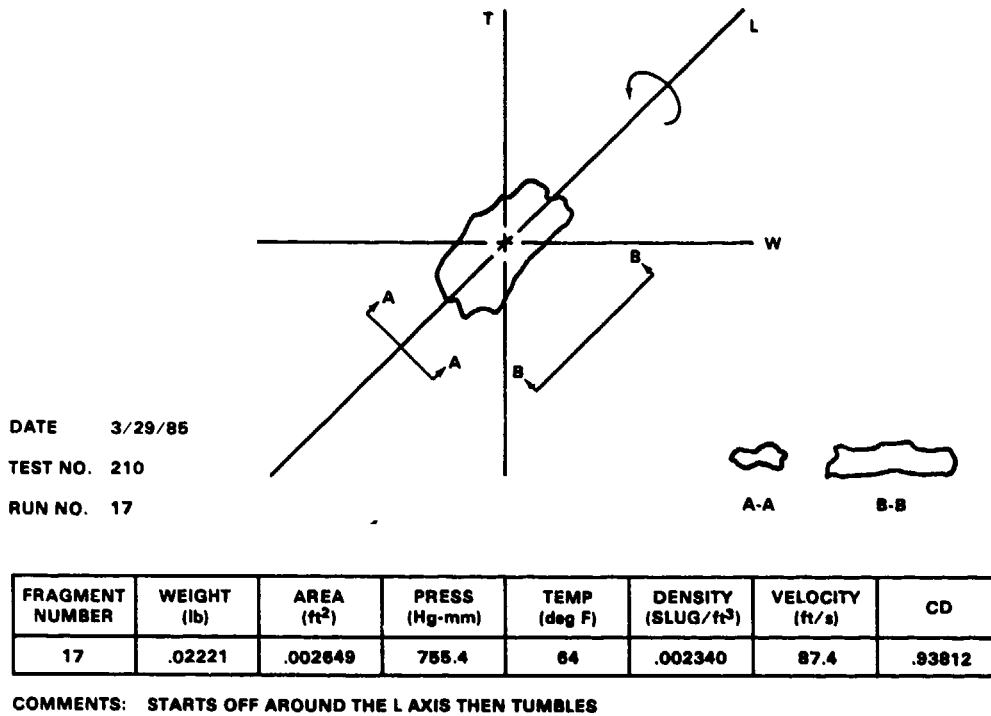 T
L
W
B
A
A
B
DATE 3/29/85
TEST NO. 210
RUN NO. 17
A-A B-B
FRAGMENT NUMBER WEIGHT (lb) AREA (ft²) PRESS (Hg-mm) TEMP (deg F) DENSITY (SLUG/ft³) VELOCITY (ft/s) CD
17 .02221 .002649 755.4 64 .002340 87.4 .93812
COMMENTS: STARTS OFF AROUND THE L AXIS THEN TUMBLES